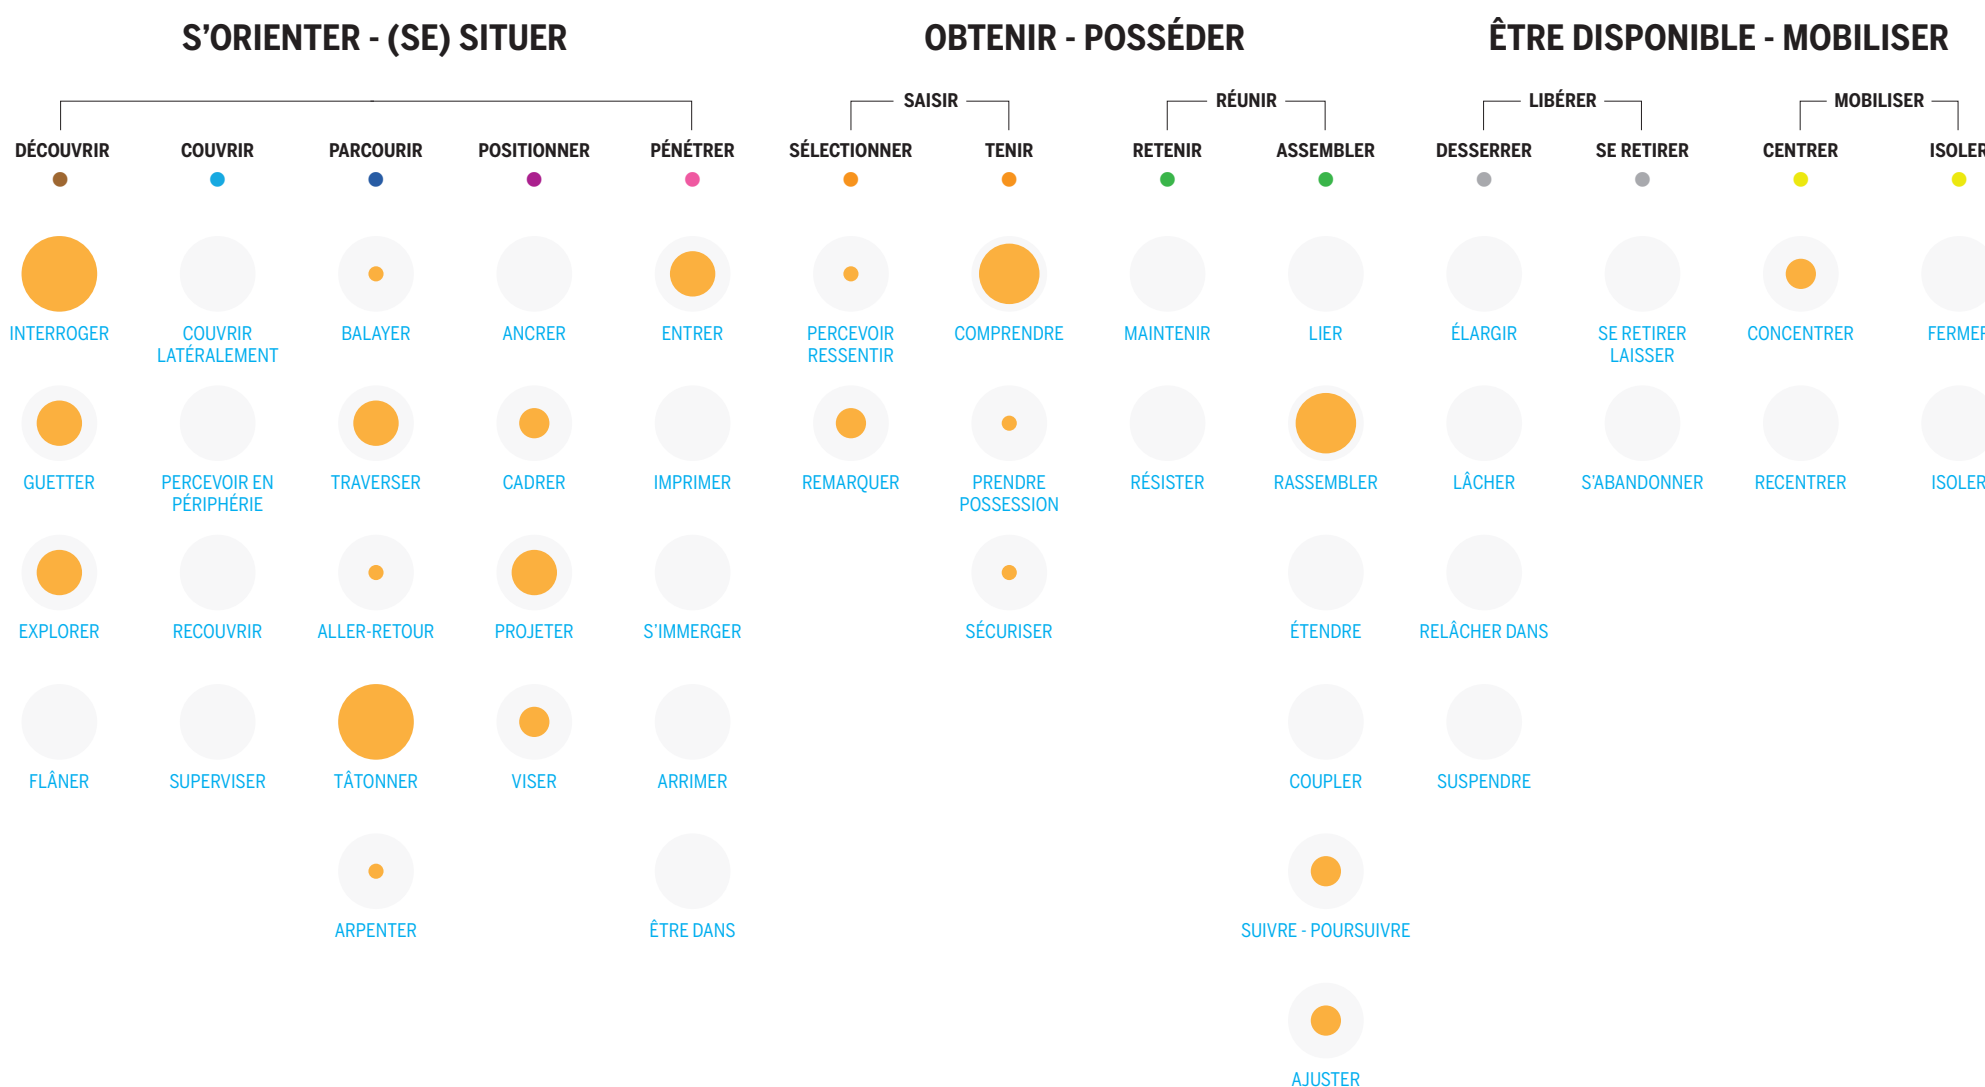 S'ORIENTER - (SE) SITUER
OBTENIR - POSSÉDER
ÊTRE DISPONIBLE - MOBILISER
SAISIR
RÉUNIR
LIBÉRER
MOBILISER
DÉCOUVRIR
COUVRIR
PARCOURIR
POSITIONNER
PÉNÉTRER
SÉLECTIONNER
TENIR
RETENIR
ASSEMBLER
DESSERRER
SE RETIRER
CENTRER
ISOLER
INTERROGER
COUVRIR
LATÉRALEMENT
BALAYER
ANCRER
ENTRER
PERCEVOIR
RESSENTIR
COMPRENDRE
MAINTENIR
LIER
ÉLARGIR
SE RETIRER
LAISSER
CONCENTRER
FERMER
GUETTER
PERCEVOIR EN
PÉRIPHÉRIE
TRAVERSER
CADRER
IMPRIMER
REMARQUER
PRENDRE
POSSESSION
RÉSISTER
RASSEMBLER
LÂCHER
S'ABANDONNER
RECENTRER
ISOLER
EXPLORER
RECOUVRIR
ALLER-RETOUR
PROJETER
S'IMMERGER
SÉCURISER
ÉTENDRE
RELÂCHER DANS
FLÂNER
SUPERVISER
TÂTONNER
VISER
ARRIMER
COUPLER
SUSPENDRE
ARPENTER
ÊTRE DANS
SUIVRE - POURSUIVRE
AJUSTER